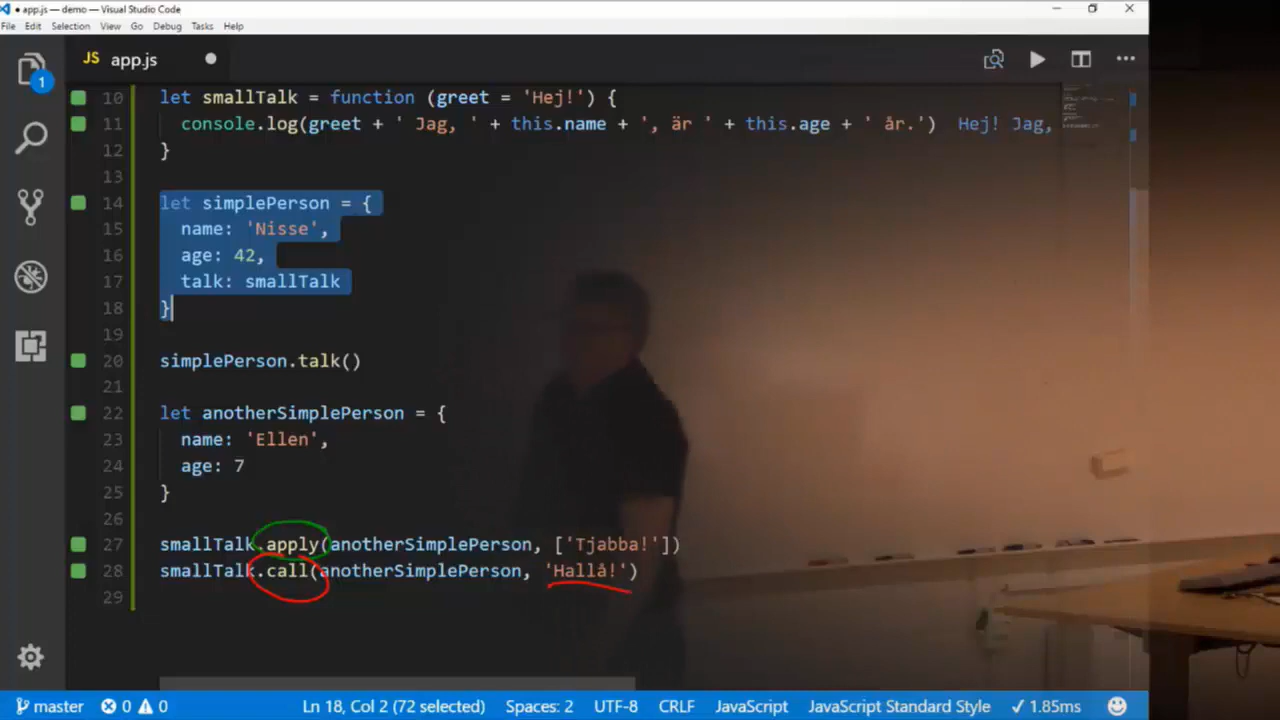 app.js — demo — Visual Studio Code
File Edit Selection View Go Debug Tasks Help
1
JS app.js
10 let smallTalk = function (greet = 'Hej!') {
11 console.log(greet + ' Jag, ' + this.name + ', är ' + this.age + ' år.') Hej! Jag,
12 }
13
14 let simplePerson = {
15 name: 'Nisse',
16 age: 42,
17 talk: smallTalk
18 }
19
20 simplePerson.talk()
21
22 let anotherSimplePerson = {
23 name: 'Ellen',
24 age: 7
25 }
26
27 smallTalk.apply(anotherSimplePerson, ['Tjabba!'])
28 smallTalk.call(anotherSimplePerson, 'Hallå!')
29
master 0 0 Ln 18, Col 2 (72 selected) Spaces: 2 UTF-8 CRLF JavaScript JavaScript Standard Style ✓ 1.85ms